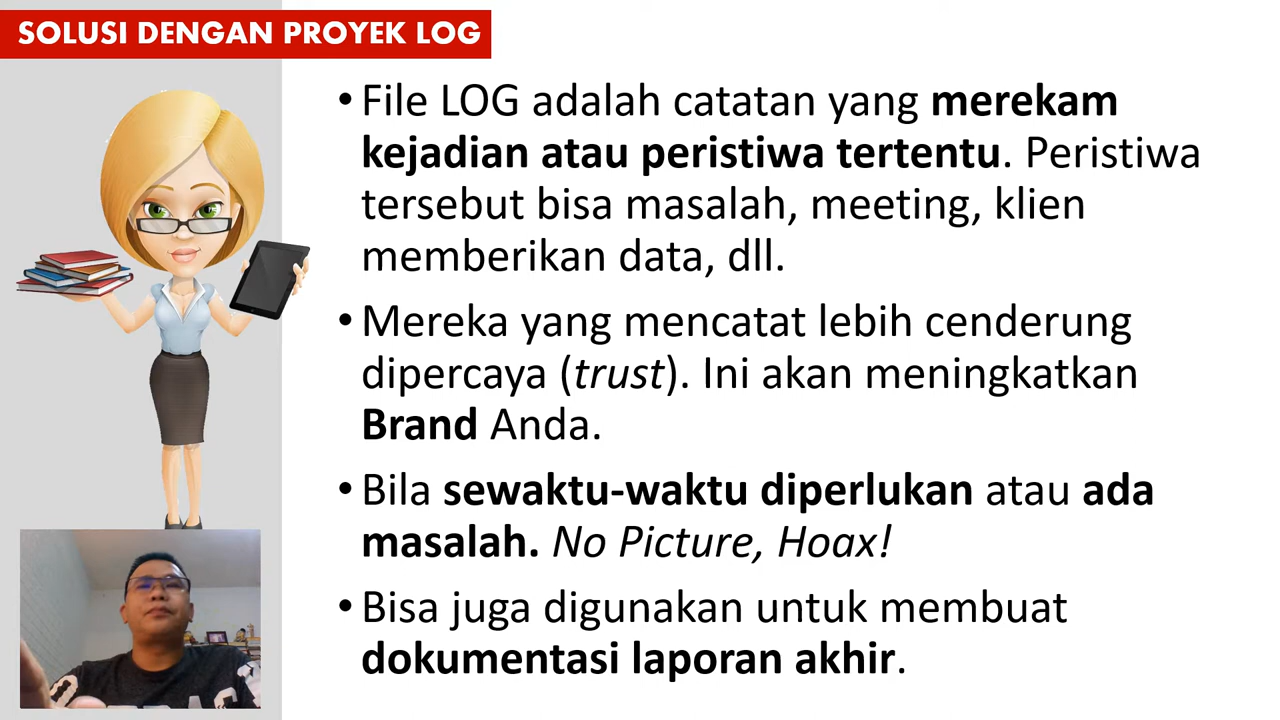 SOLUSI DENGAN PROYEK LOG
• File LOG adalah catatan yang merekam
kejadian atau peristiwa tertentu. Peristiwa
tersebut bisa masalah, meeting, klien
memberikan data, dll.
• Mereka yang mencatat lebih cenderung
dipercaya (trust). Ini akan meningkatkan
Brand Anda.
• Bila sewaktu-waktu diperlukan atau ada
masalah. No Picture, Hoax!
• Bisa juga digunakan untuk membuat
dokumentasi laporan akhir.